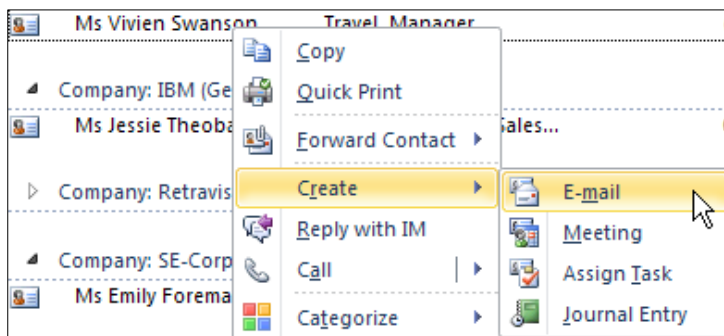 Ms Vivien Swanson Travel Manager
Copy
Company: IBM (Ge
Quick Print
Ms Jessie Theoba
Forward Contact
Sales...
Create
E-mail
Company: Retravis
Reply with IM
Meeting
Company: SE-Corp
Call
Assign Task
Ms Emily Forema
Categorize
Journal Entry